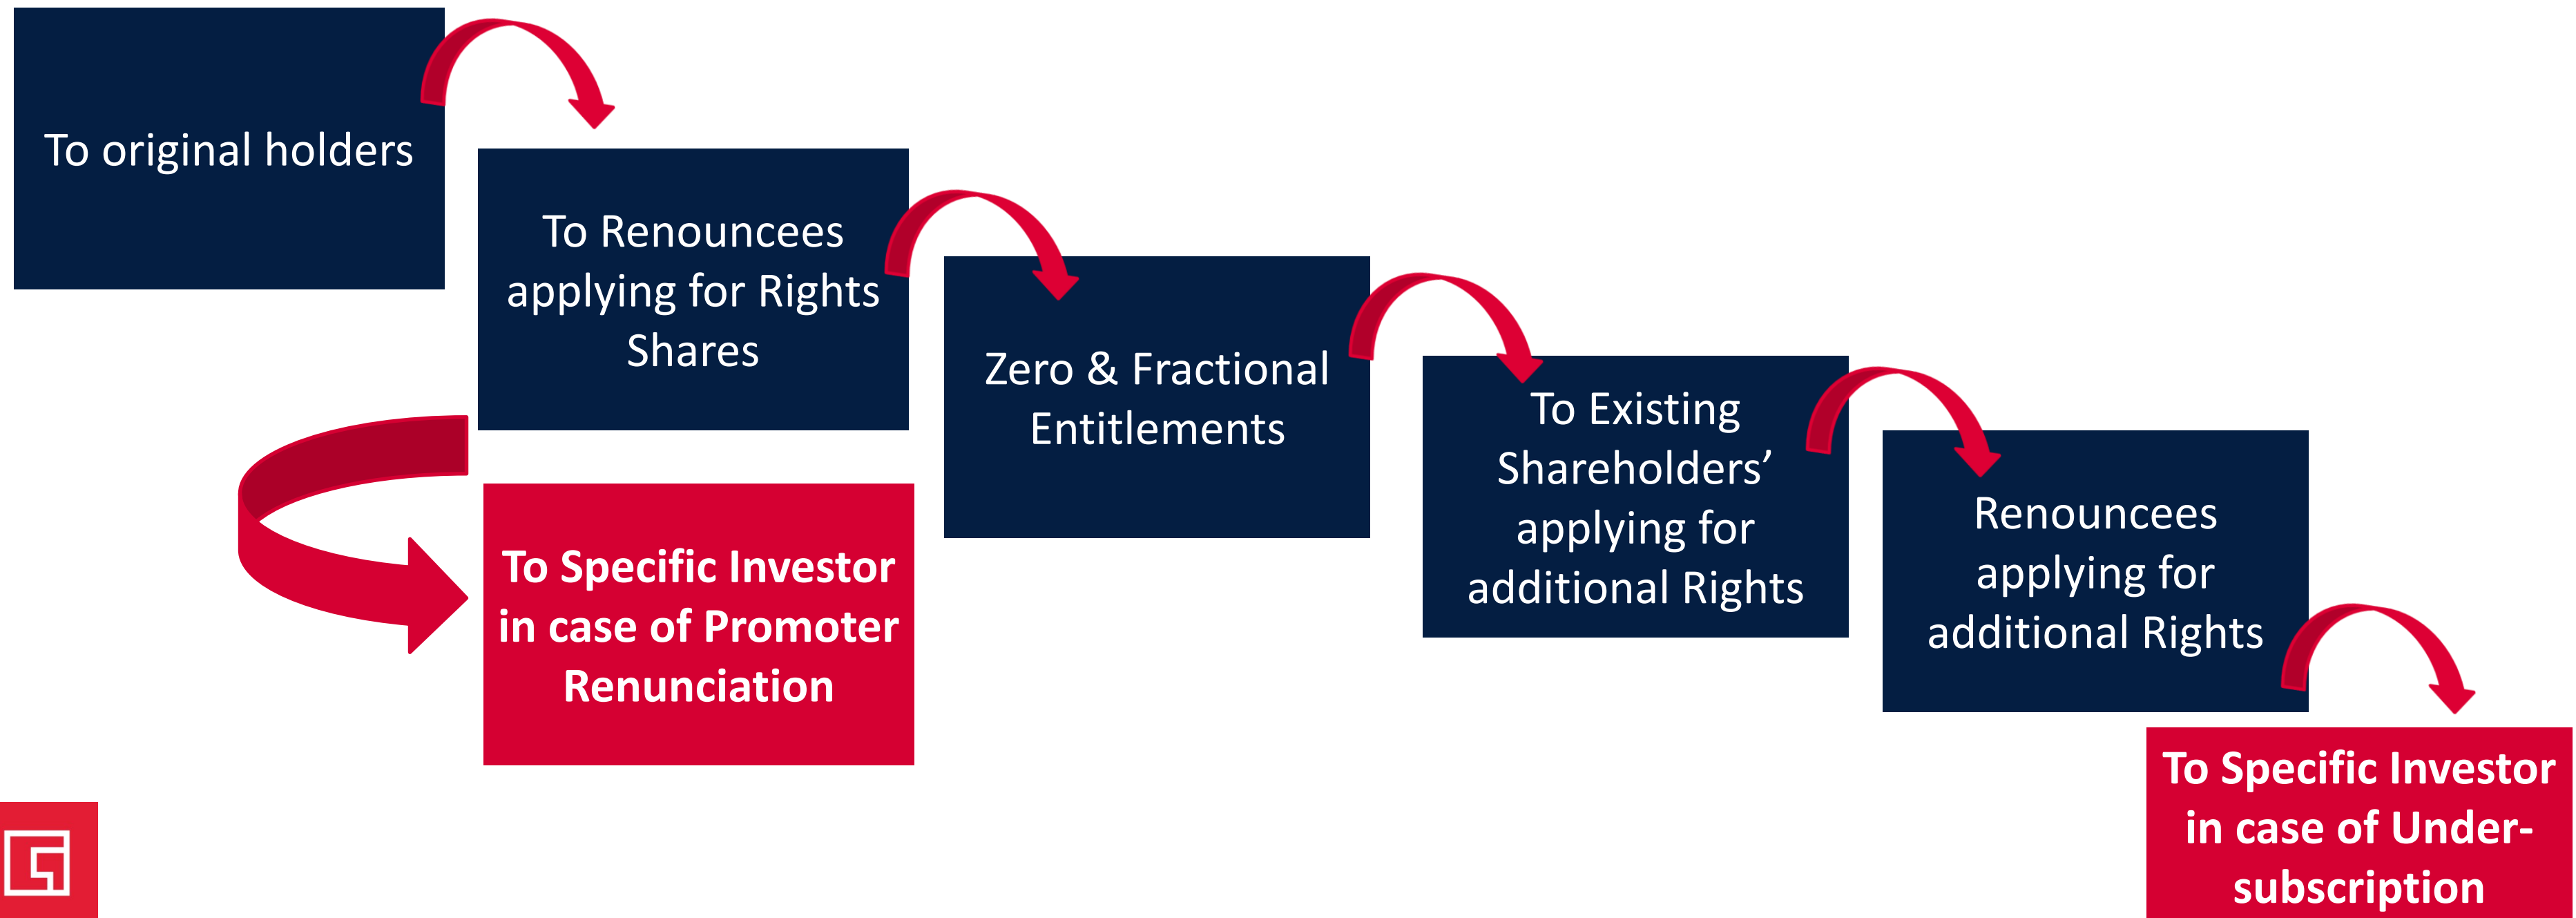 To original holders
To Renouncees
applying for Rights
Shares
To Specific Investor
in case of Promoter
Renunciation
Zero & Fractional
Entitlements
To Existing
Shareholders’
applying for
additional Rights
Renouncees
applying for
additional Rights
To Specific Investor
in case of Under-
subscription